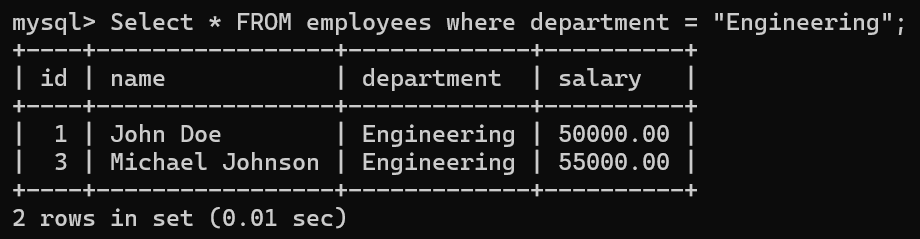 mysql> Select * FROM employees where department = "Engineering";
+----+-----------------+-------------+----------+
| id | name            | department  | salary   |
+----+-----------------+-------------+----------+
|  1 | John Doe        | Engineering | 50000.00 |
|  3 | Michael Johnson | Engineering | 55000.00 |
+----+-----------------+-------------+----------+
2 rows in set (0.01 sec)